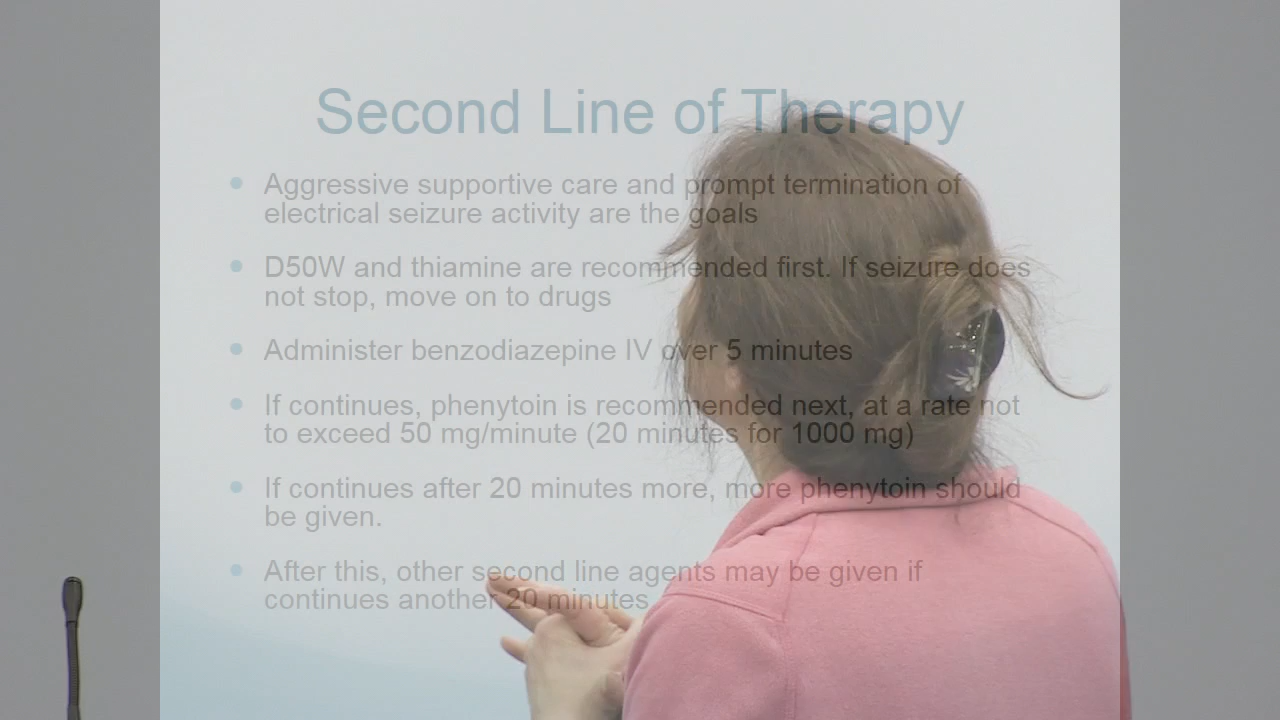 Second Line of Therapy
• Aggressive supportive care and prompt termination of
electrical seizure activity are the goals
• D50W and thiamine are recommended first. If seizure does
not stop, move on to drugs
• Administer benzodiazepine IV over 5 minutes
• If continues, phenytoin is recommended next, at a rate not
to exceed 50 mg/minute (20 minutes for 1000 mg)
• If continues after 20 minutes more, more phenytoin should
be given.
• After this, other second line agents may be given if
continues another 20 minutes